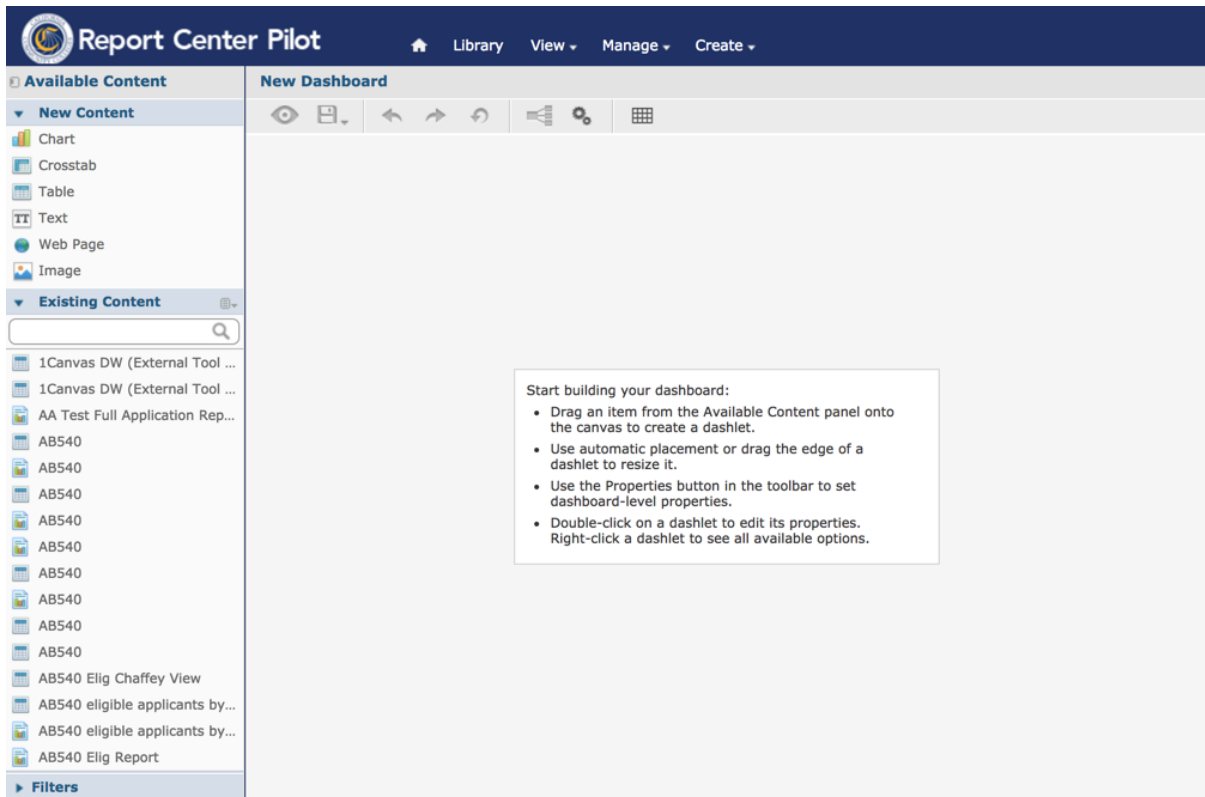 Report Center Pilot
Library View Manage Create
Available Content
New Dashboard
New Content
Chart
Crosstab
Table
TT Text
Web Page
Image
Existing Content
1Canvas DW (External Tool ...
1Canvas DW (External Tool ...
AA Test Full Application Rep...
AB540
AB540
AB540
AB540
AB540
AB540
AB540
AB540
AB540
AB540 Elig Chaffey View
AB540 eligible applicants by...
AB540 eligible applicants by...
AB540 Elig Report
Filters
Start building your dashboard:
• Drag an item from the Available Content panel onto
the canvas to create a dashlet.
• Use automatic placement or drag the edge of a
dashlet to resize it.
• Use the Properties button in the toolbar to set
dashboard-level properties.
• Double-click on a dashlet to edit its properties.
Right-click a dashlet to see all available options.